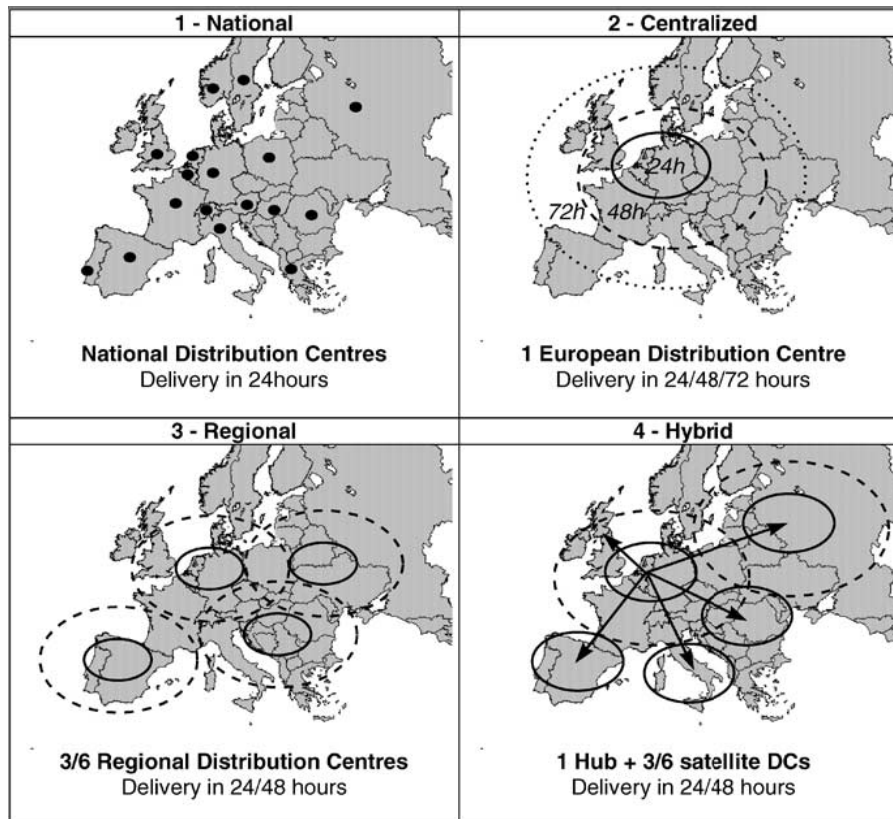 1 - National
2 - Centralized
24h
72h
48h
National Distribution Centres
Delivery in 24hours
1 European Distribution Centre
Delivery in 24/48/72 hours
3 - Regional
4 - Hybrid
3/6 Regional Distribution Centres
Delivery in 24/48 hours
1 Hub + 3/6 satellite DCs
Delivery in 24/48 hours